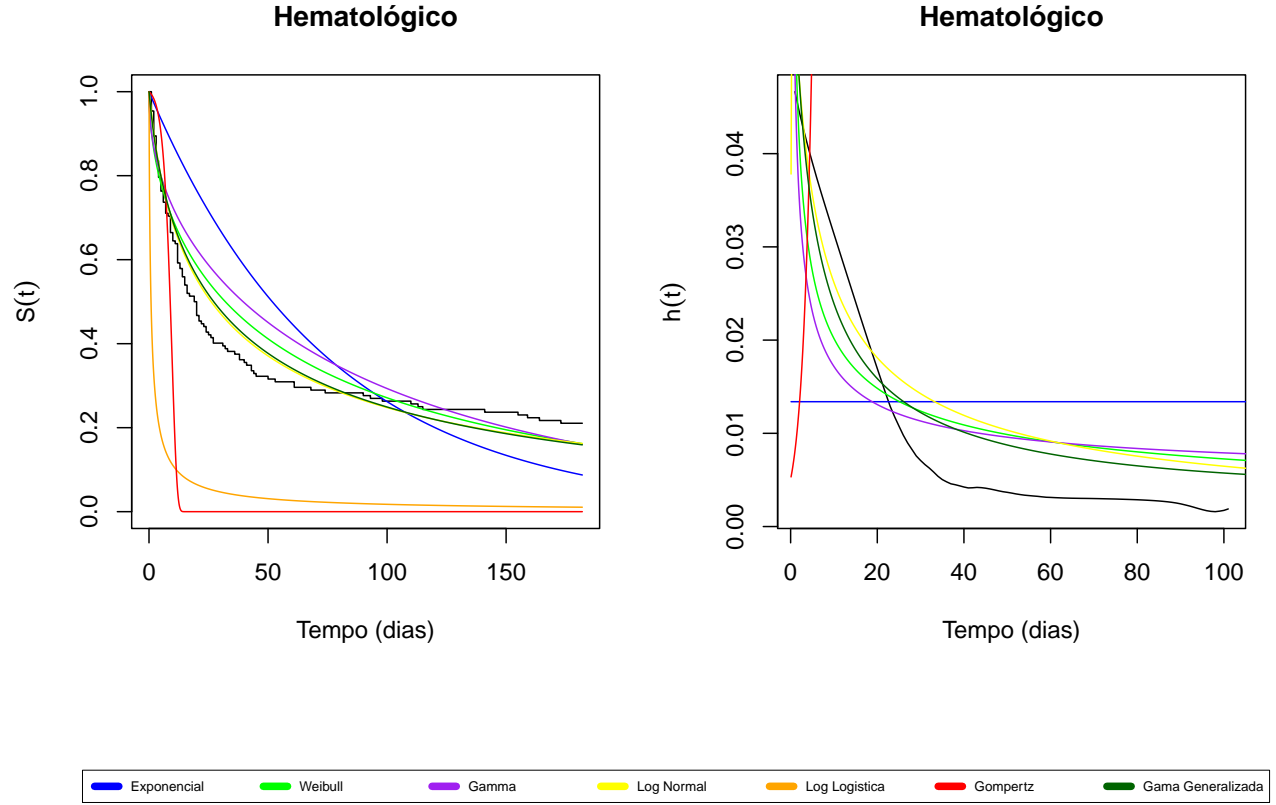 Hematológico
S(t)
1.0
0.8
0.6
0.4
0.2
0.0
0 50 100 150
Tempo (dias)
Hematológico
h(t)
0.04
0.03
0.02
0.01
0.00
0 20 40 60 80 100
Tempo (dias)
Exponencial Weibull Gamma Log Normal Log Logistica Gompertz Gama Generalizada